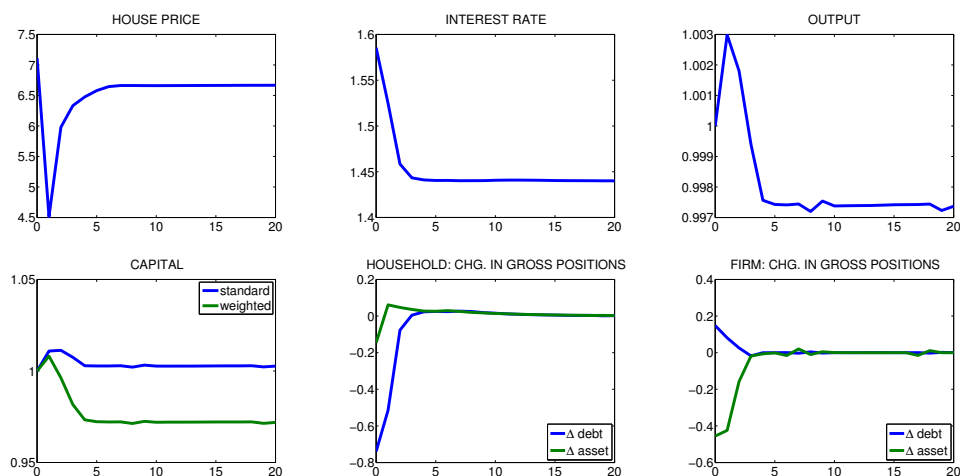 HOUSE PRICE
7.5
7
6.5
6
5.5
5
4.5
0 5 10 15 20
INTEREST RATE
1.6
1.55
1.5
1.45
1.4
0 5 10 15 20
OUTPUT
1.003
1.003
1.001
1
0.999
0.998
0.997
0 5 10 15 20
CAPITAL
1.05
1
0.95
0 5 10 15 20
standard
weighted
HOUSEHOLD: CHG. IN GROSS POSITIONS
0.2
0
−0.2
−0.4
−0.6
−0.8
0 5 10 15 20
Δ debt
Δ asset
FIRM: CHG. IN GROSS POSITIONS
0.4
0.2
0
−0.2
−0.4
−0.6
0 5 10 15 20
Δ debt
Δ asset